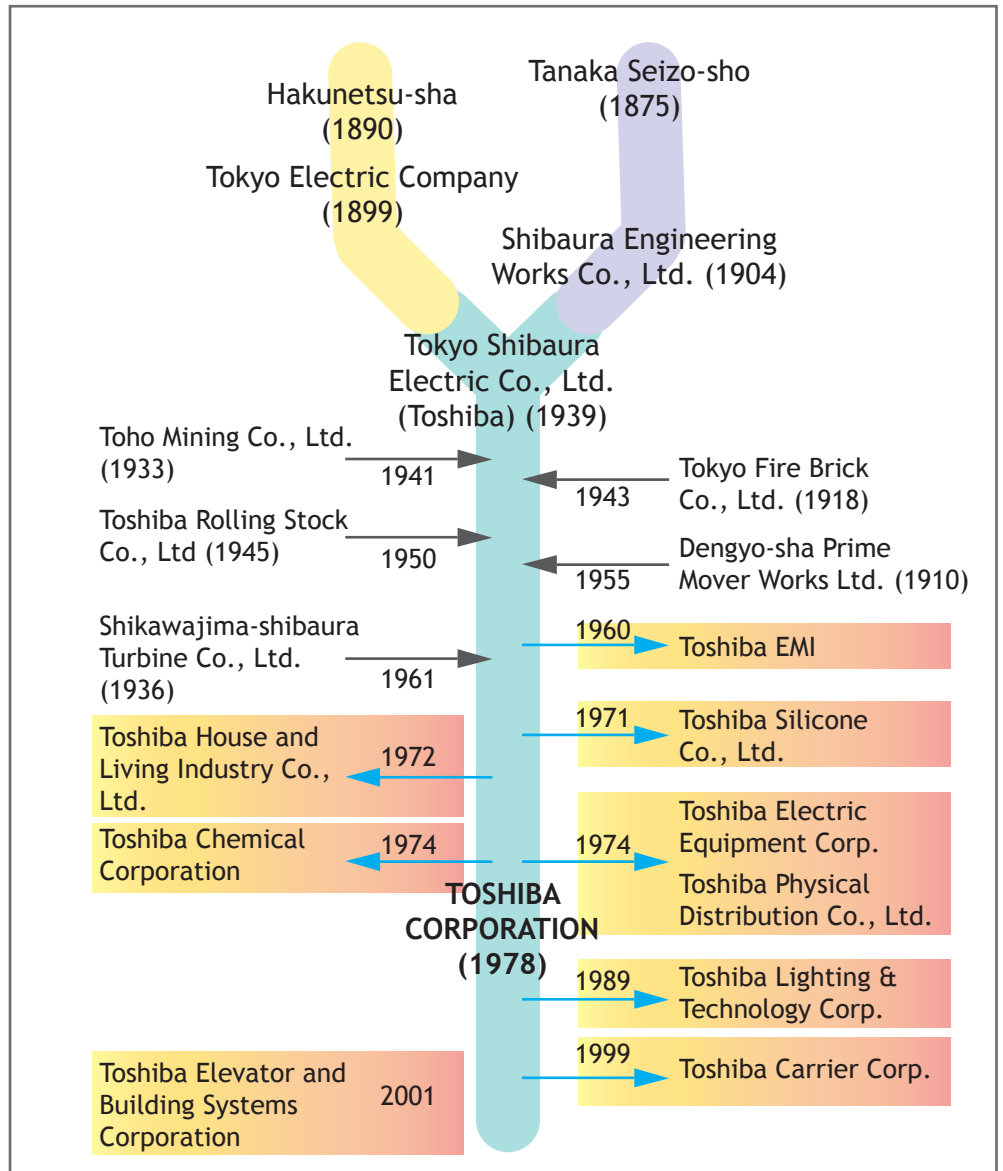 Hakunetsu-sha
(1890)
Tanaka Seizo-sho
(1875)
Tokyo Electric Company
(1899)
Shibaura Engineering
Works Co., Ltd. (1904)
Tokyo Shibaura
Electric Co., Ltd.
(Toshiba) (1939)
Toho Mining Co., Ltd.
(1933)
1941
Tokyo Fire Brick
Co., Ltd. (1918)
1943
Toshiba Rolling Stock
Co., Ltd (1945)
1950
Dengyo-sha Prime
Mover Works Ltd. (1910)
1955
Shikawajima-shibaura
Turbine Co., Ltd.
(1936)
1961
1960
Toshiba EMI
1971
Toshiba Silicone
Co., Ltd.
Toshiba House and
Living Industry Co.,
Ltd.
1972
Toshiba Chemical
Corporation
1974
1974
Toshiba Electric
Equipment Corp.
Toshiba Physical
Distribution Co., Ltd.
TOSHIBA
CORPORATION
(1978)
1989
Toshiba Lighting &
Technology Corp.
1999
Toshiba Carrier Corp.
Toshiba Elevator and
Building Systems
Corporation
2001